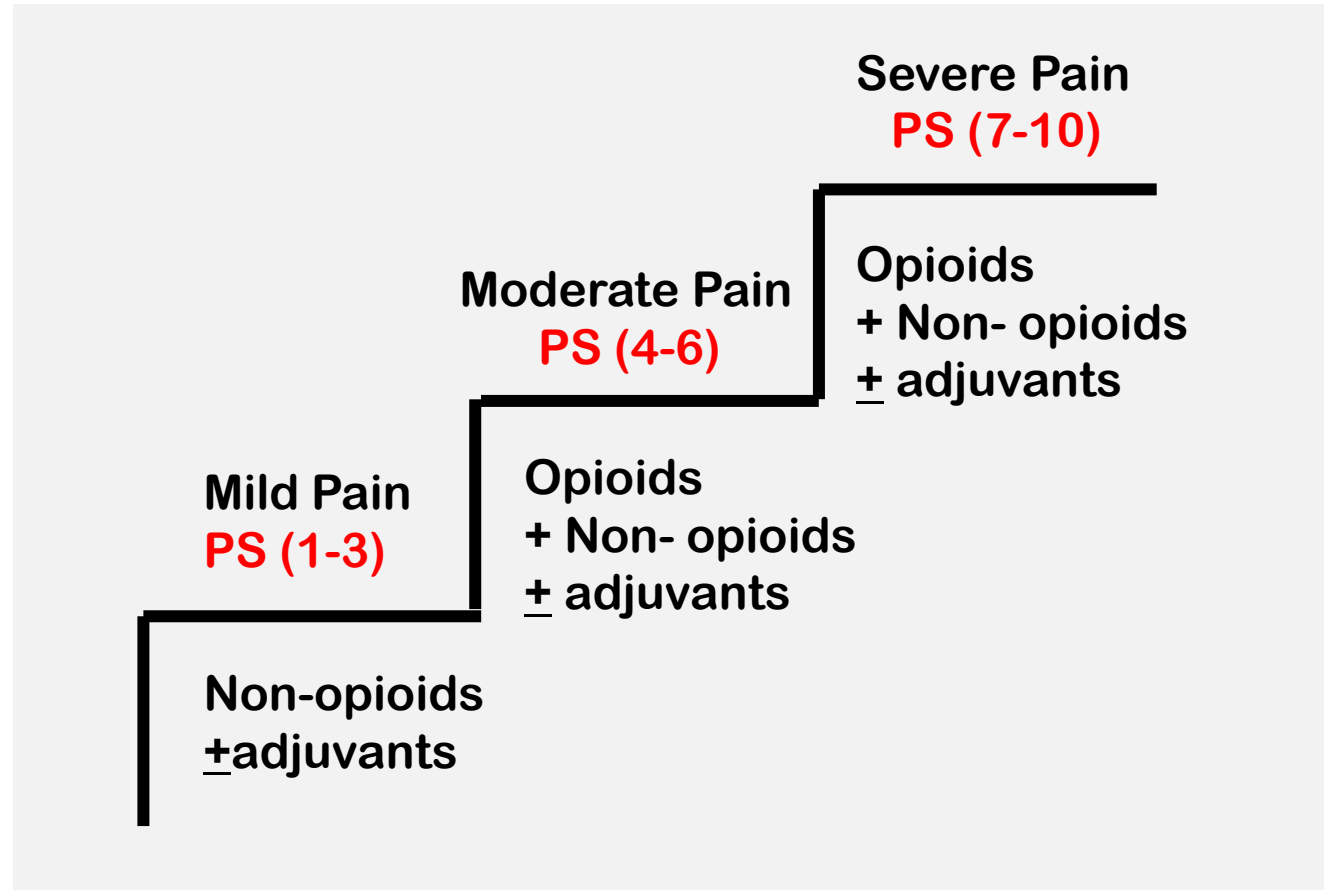 Severe Pain
PS (7-10)
Opioids
+ Non- opioids
± adjuvants
Moderate Pain
PS (4-6)
Opioids
+ Non- opioids
± adjuvants
Mild Pain
PS (1-3)
Non-opioids
±adjuvants